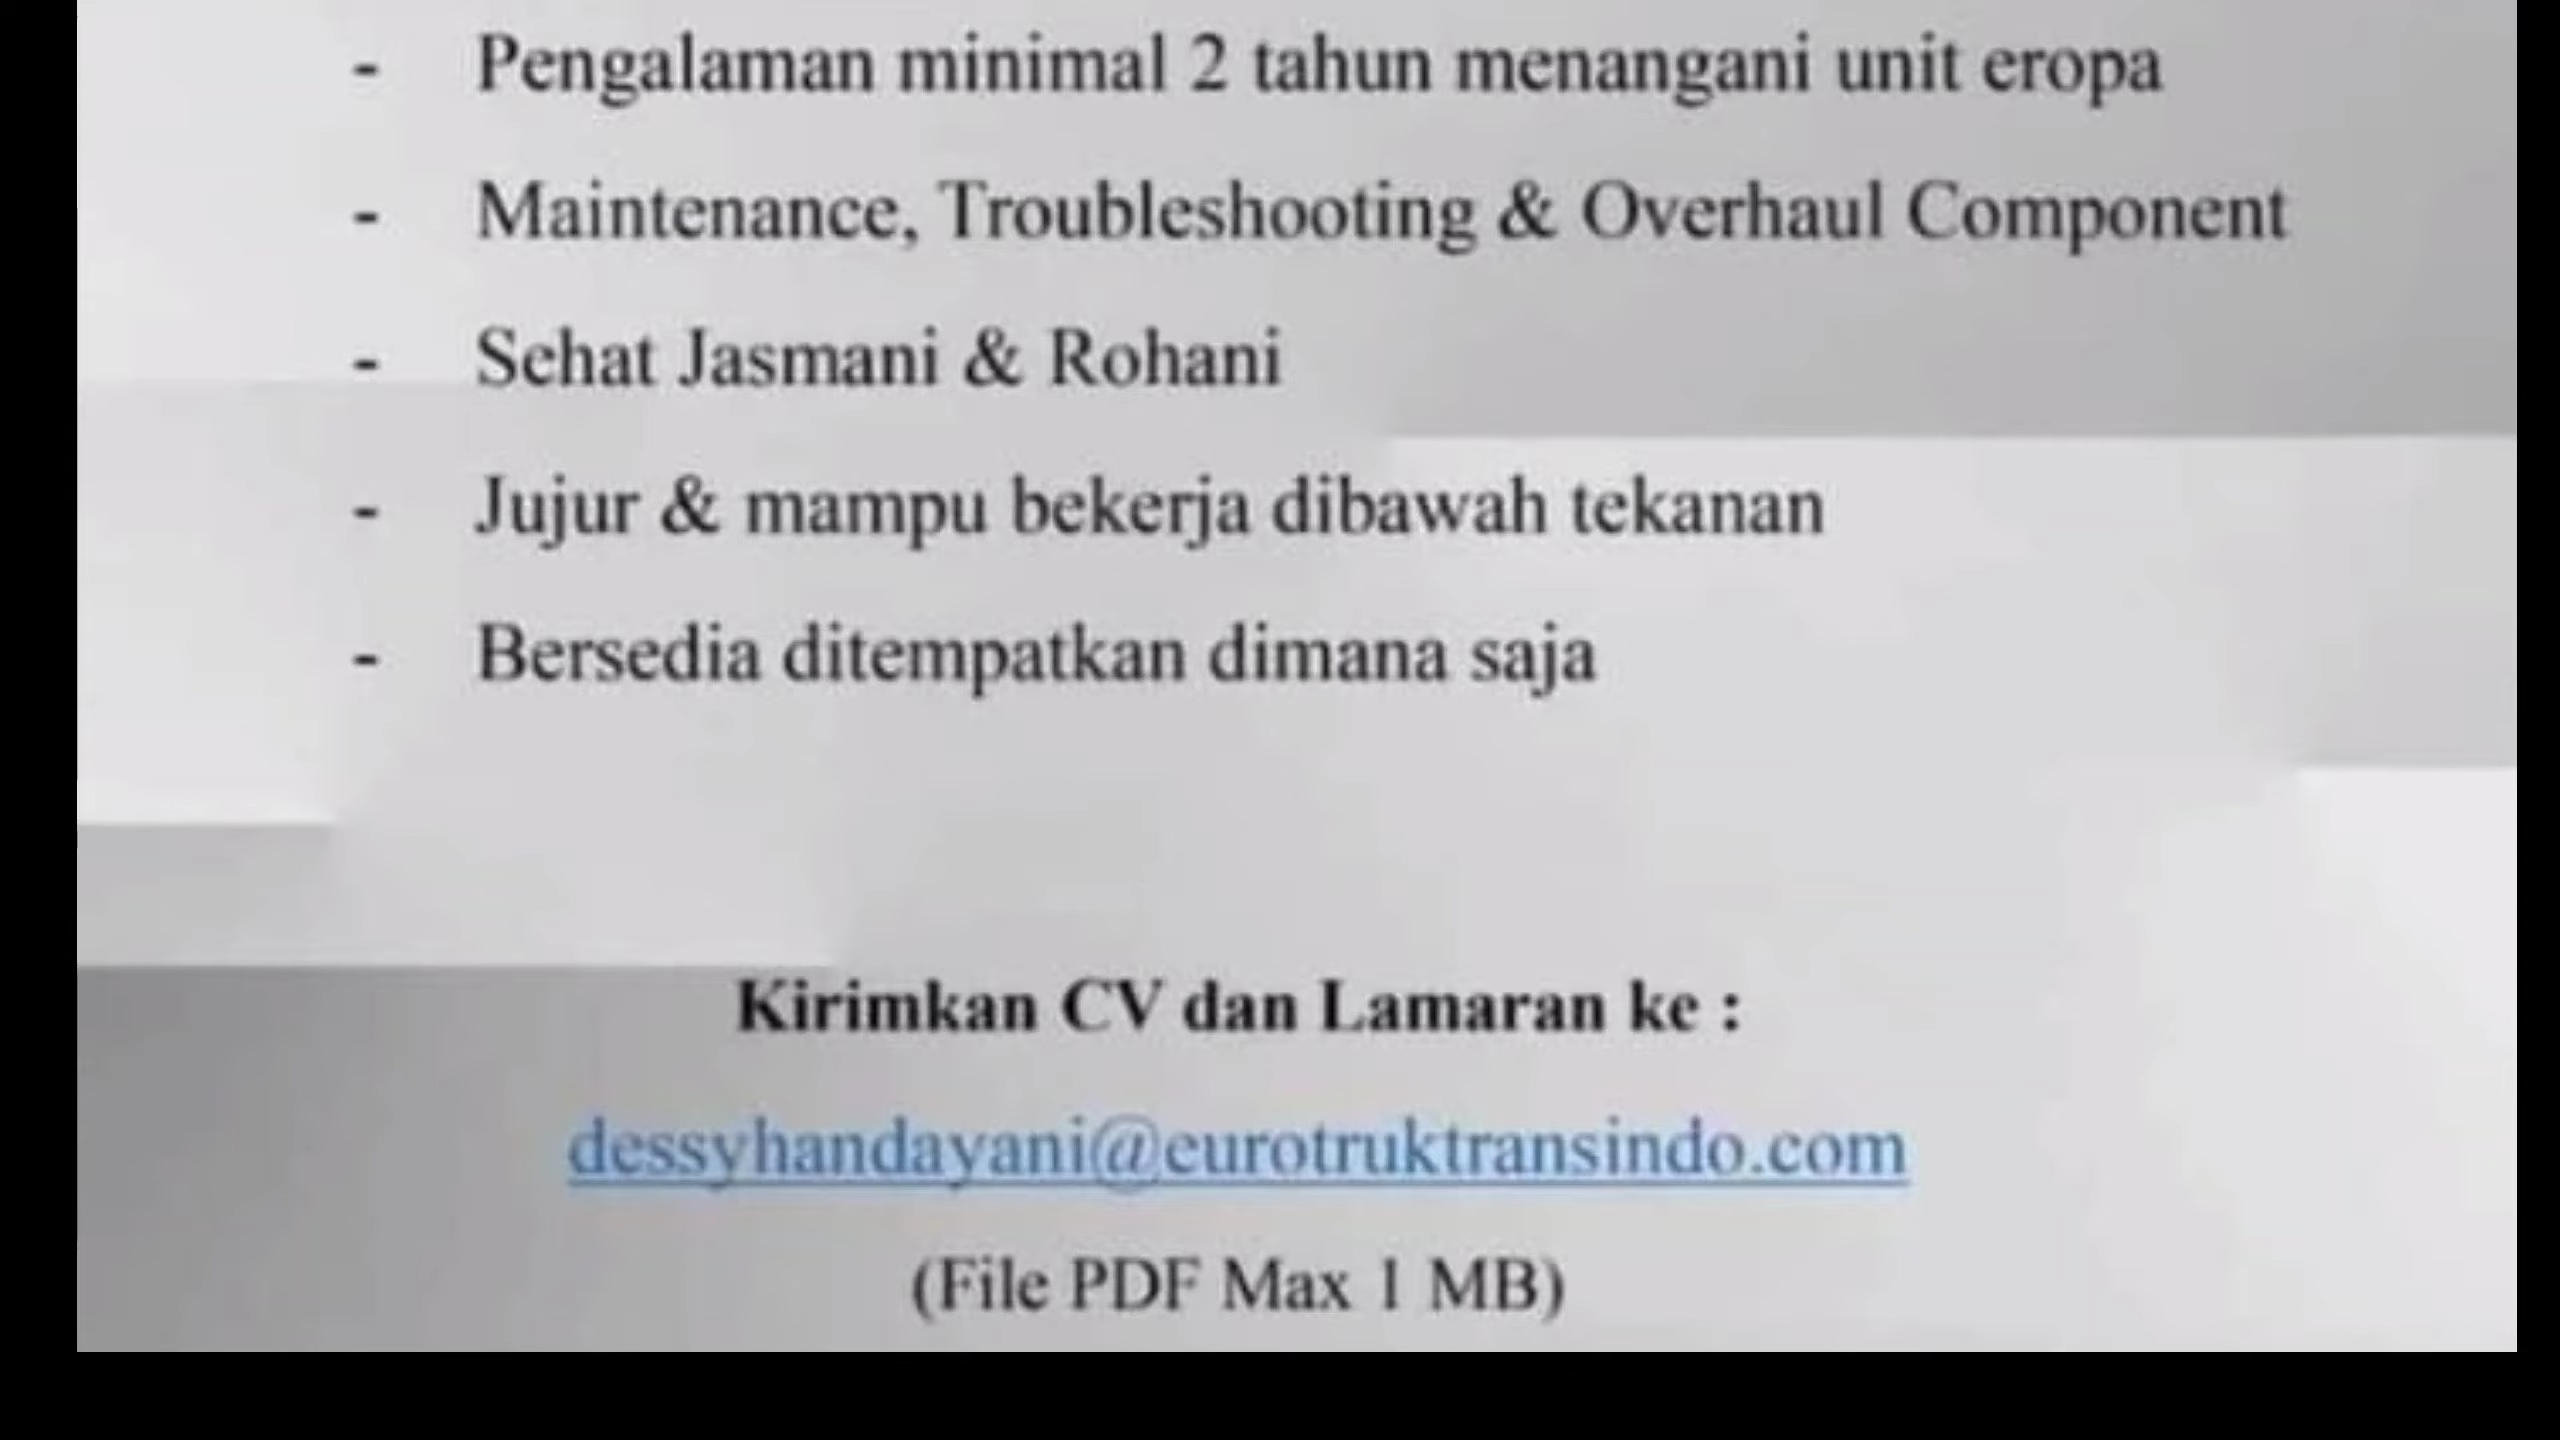 - Pengalaman minimal 2 tahun menangani unit eropa
- Maintenance, Troubleshooting & Overhaul Component
- Sehat Jasmani & Rohani
- Jujur & mampu bekerja dibawah tekanan
- Bersedia ditempatkan dimana saja
Kirimkan CV dan Lamaran ke :
dessyhandayani@eurotruktransindo.com
(File PDF Max 1 MB)